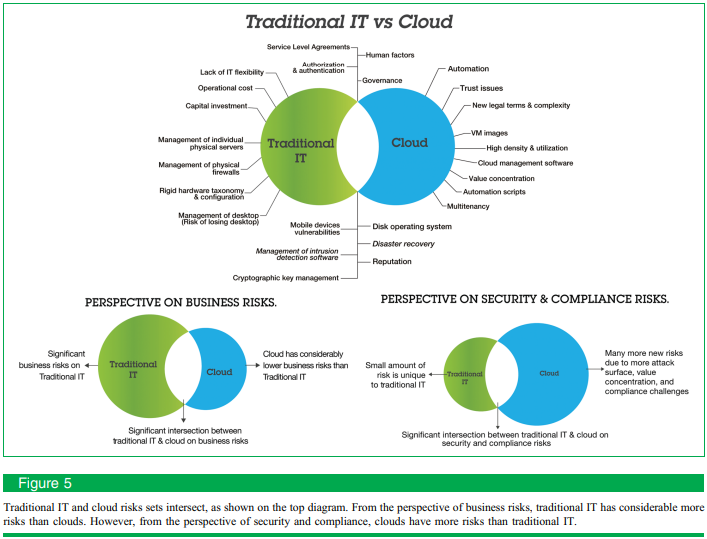 Traditional IT vs Cloud
Service Level Agreements
Human factors
Authorization
& authentication
Governance
Lack of IT flexibility
Operational cost
Capital investment
Management of individual
physical servers
Management of physical
firewalls
Rigid hardware taxonomy
& configuration
Management of desktop
(Risk of losing desktop)
Traditional
IT
Cloud
Automation
Trust issues
New legal terms & complexity
VM images
High density & utilization
Cloud management software
Value concentration
Automation scripts
Multitenancy
Mobile devices
vulnerabilities
Disk operating system
Disaster recovery
Management of intrusion
detection software
Reputation
Cryptographic key management
PERSPECTIVE ON BUSINESS RISKS.
Significant
business risks on
Traditional IT
Traditional
IT
Cloud
Cloud has considerably
lower business risks than
Traditional IT
Significant intersection between
traditional IT & cloud on business risks
PERSPECTIVE ON SECURITY & COMPLIANCE RISKS.
Small amount of
risk is unique
to traditional IT
Traditional
IT
Cloud
Many more new risks
due to more attack
surface, value
concentration, and
compliance challenges
Significant intersection between traditional IT & cloud on
security and compliance risks
Figure 5
Traditional IT and cloud risks sets intersect, as shown on the top diagram. From the perspective of business risks, traditional IT has considerable more
risks than clouds. However, from the perspective of security and compliance, clouds have more risks than traditional IT.